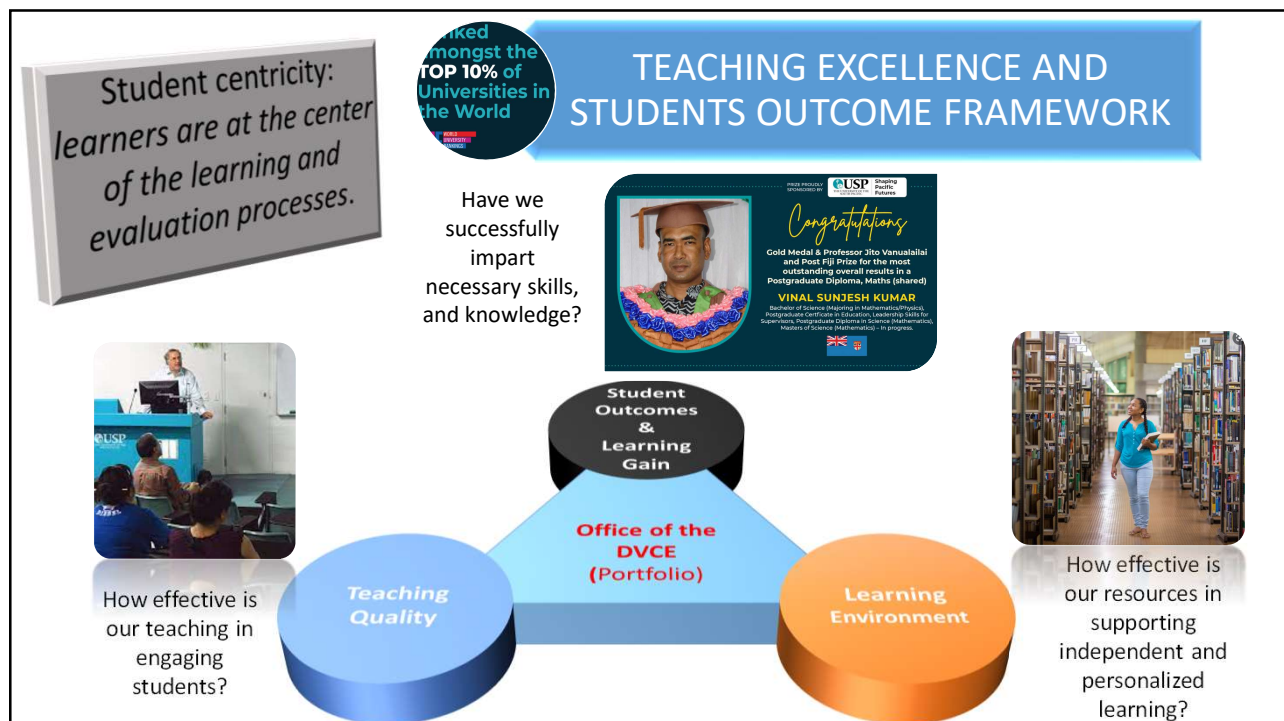 Student centricity:
learners are at the center
of the learning and
evaluation processes.
amongst the
TOP 10% of
Universities in
the World
WORLD
UNIVERSITY
RANKINGS
TEACHING EXCELLENCE AND
STUDENTS OUTCOME FRAMEWORK
Have we
successfully
impart
necessary skills,
and knowledge?
PRIZE PROUDLY
SPONSORED BY
USP
Shaping
Pacific
Futures
Congratulations
Gold Medal & Professor Jito Vanualailai
and Post Fiji Prize for the most
outstanding overall results in a
Postgraduate Diploma, Maths (shared)
VINAL SUNJESH KUMAR
Bachelor of Science (Majoring in Mathematics/Physics),
Postgraduate Certficate in Education, Leadership Skills for
Supervisors, Postgraduate Diploma in Science (Mathematics),
Masters of Science (Mathematics) – In progress.
USP
Student
Outcomes
&
Learning
Gain
Office of the
DVCE
(Portfolio)
Teaching
Quality
Learning
Environment
How effective is
our teaching in
engaging
students?
How effective is
our resources in
supporting
independent and
personalized
learning?